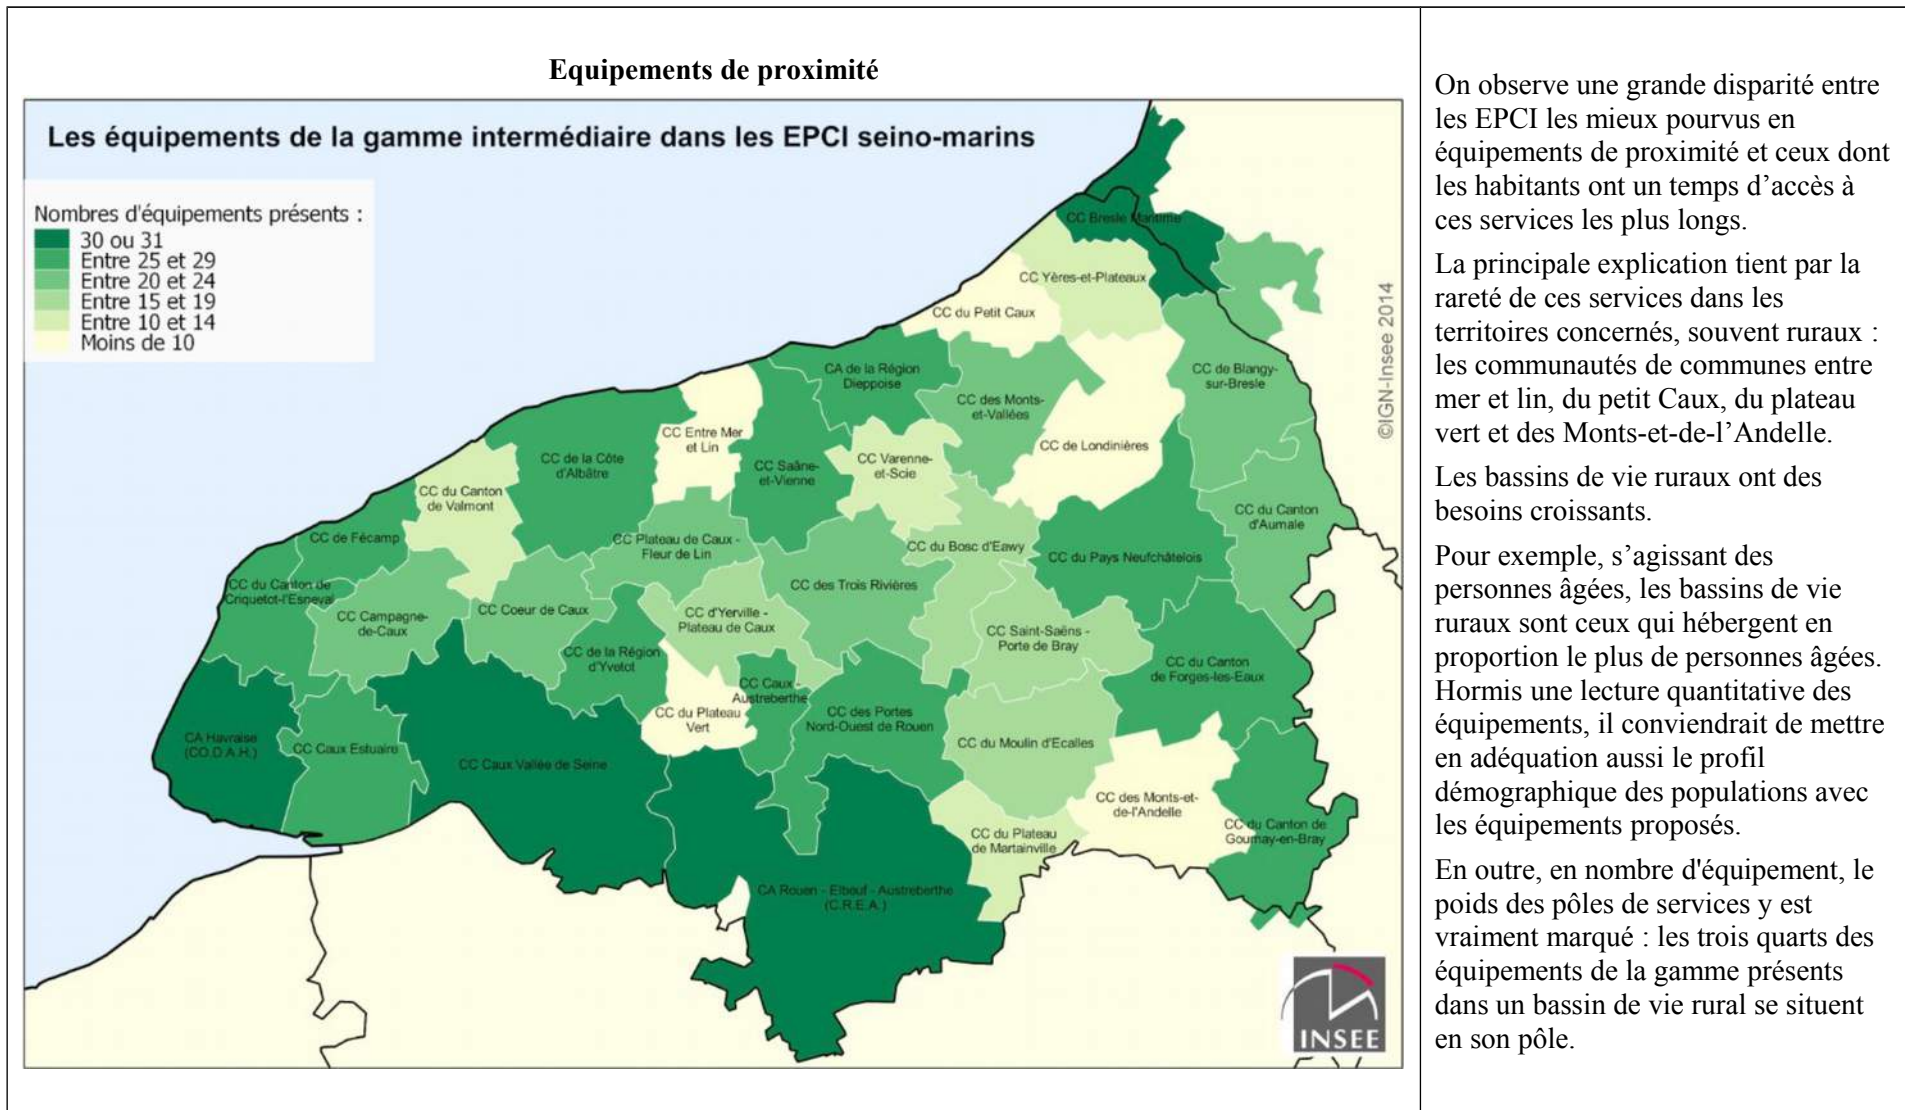 Equipements de proximité
Les équipements de la gamme intermédiaire dans les EPCI seino-marins
Nombres d'équipements présents :
30 ou 31
Entre 25 et 29
Entre 20 et 24
Entre 15 et 19
Entre 10 et 14
Moins de 10
CC Bresle Maritime
CC Yères-et-Plateaux
CC du Petit Caux
CA de la Région
Dieppoise
CC des Monts-
et-Vallées
CC de Blangy-
sur-Bresle
CC de Londinières
CC Entre Mer
et Lin
CC de la Côte
d'Albâtre
CC Saâne-
et-Vienne
CC Varenne-
et-Scie
CC du Canton
de Valmont
CC du Canton
d'Aumale
CC de Fécamp
CC Plateau de Caux -
Fleur de Lin
CC du Bosc d'Eawy
CC du Pays Neufchâtelois
CC du Canton de
Criquetot-l'Esneval
CC des Trois Rivières
CC Campagne-
de-Caux
CC Coeur de Caux
CC d'Yerville -
Plateau de Caux
CC Saint-Saëns -
Porte de Bray
CC de la Région
d'Yvetot
CC du Canton
de Forges-les-Eaux
CC Caux -
Austreberthe
CC du Plateau
Vert
CC des Portes
Nord-Ouest de Rouen
CA Havraise
(CO.D.A.H.)
CC Caux Estuaire
CC Caux Vallée de Seine
CC du Moulin d'Ecalles
CC des Monts-et-
de-l'Andelle
CC du Canton de
Gournay-en-Bray
CC du Plateau
de Martainville
CA Rouen - Elbeuf - Austreberthe
(C.R.E.A.)
©IGN-Insee 2014
INSEE
On observe une grande disparité entre
les EPCI les mieux pourvus en
équipements de proximité et ceux dont
les habitants ont un temps d’accès à
ces services les plus longs.
La principale explication tient par la
rareté de ces services dans les
territoires concernés, souvent ruraux :
les communautés de communes entre
mer et lin, du petit Caux, du plateau
vert et des Monts-et-de-l’Andelle.
Les bassins de vie ruraux ont des
besoins croissants.
Pour exemple, s’agissant des
personnes âgées, les bassins de vie
ruraux sont ceux qui hébergent en
proportion le plus de personnes âgées.
Hormis une lecture quantitative des
équipements, il conviendrait de mettre
en adéquation aussi le profil
démographique des populations avec
les équipements proposés.
En outre, en nombre d'équipement, le
poids des pôles de services y est
vraiment marqué : les trois quarts des
équipements de la gamme présents
dans un bassin de vie rural se situent
en son pôle.